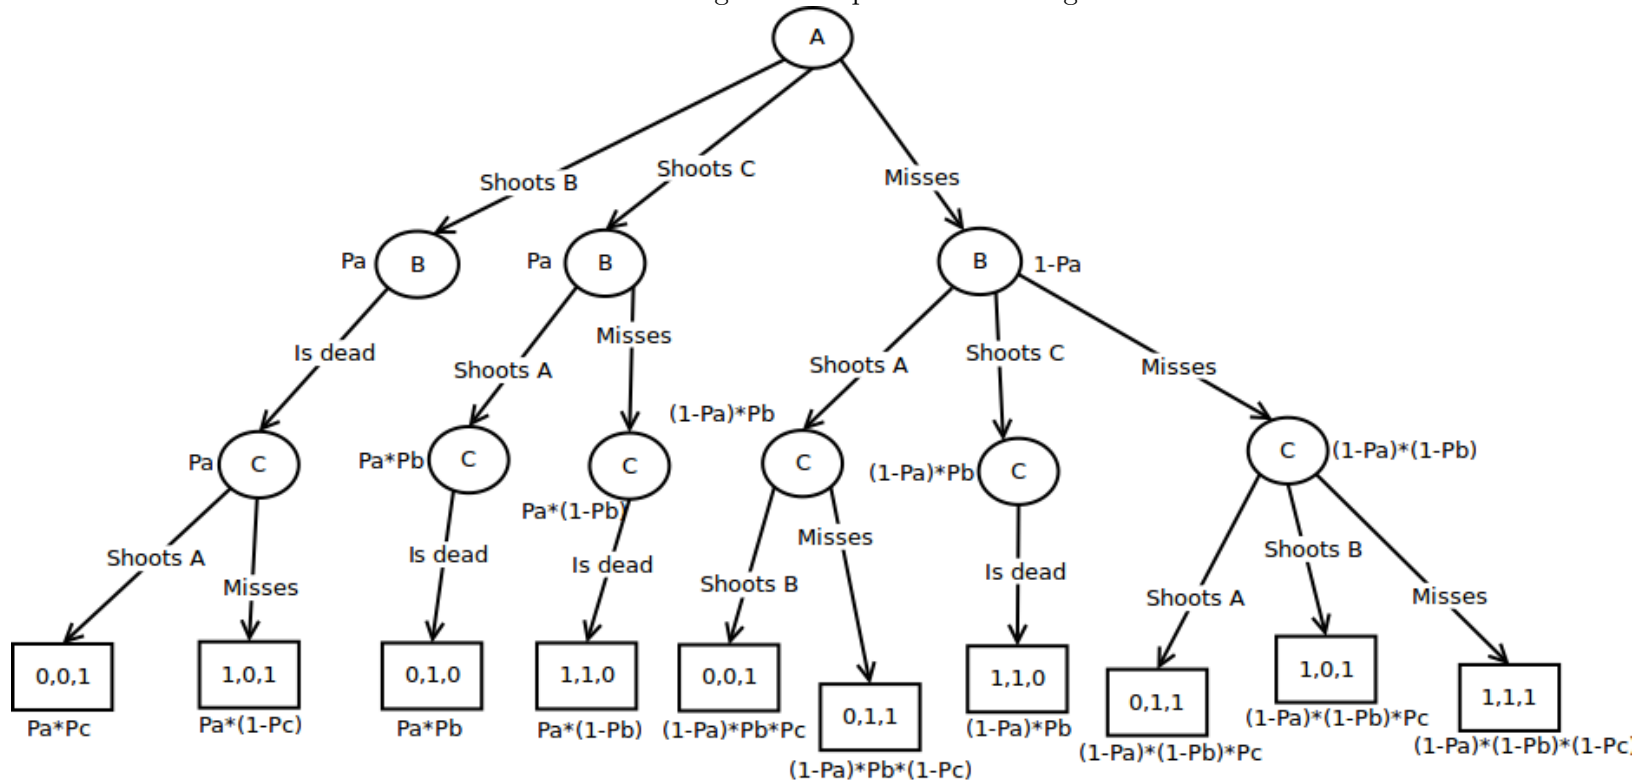 A
Shoots B
Shoots C
Misses
Pa
B
Pa
B
B
1-Pa
Is dead
Shoots A
Misses
Shoots A
Shoots C
Misses
Pa
C
Pa*Pb
C
Pa*(1-Pb)
C
(1-Pa)*Pb
C
(1-Pa)*Pb
C
C
(1-Pa)*(1-Pb)
Shoots A
Misses
Is dead
Is dead
Shoots B
Misses
Is dead
Shoots A
Shoots B
Misses
0,0,1
Pa*Pc
1,0,1
Pa*(1-Pc)
0,1,0
Pa*Pb
1,1,0
Pa*(1-Pb)
0,0,1
(1-Pa)*Pb*Pc
0,1,1
(1-Pa)*Pb*(1-Pc)
1,1,0
(1-Pa)*Pb
0,1,1
(1-Pa)*(1-Pb)*Pc
1,0,1
(1-Pa)*(1-Pb)*Pc
1,1,1
(1-Pa)*(1-Pb)*(1-Pc)